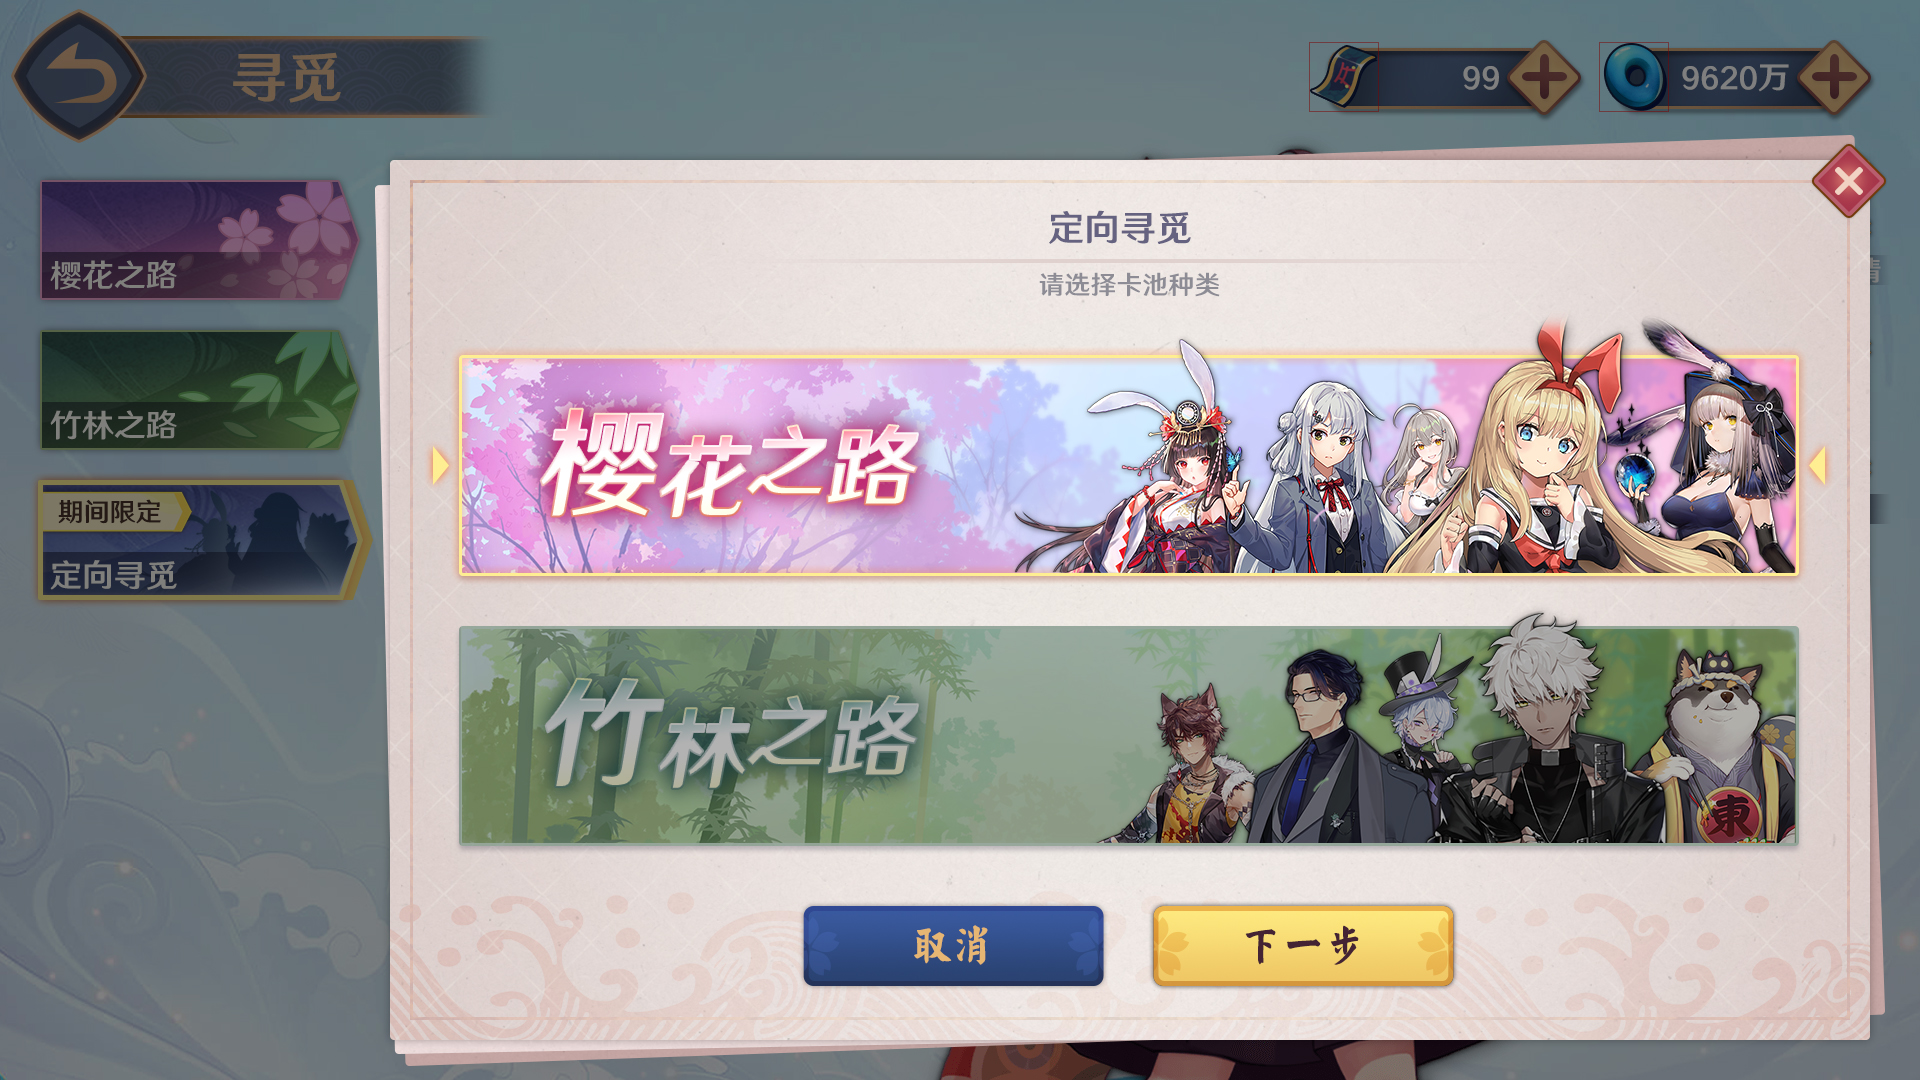 寻觅
99
9620万
樱花之路
竹林之路
期间限定
定向寻觅
定向寻觅
请选择卡池种类
樱花之路
竹林之路
東
取消
下一步